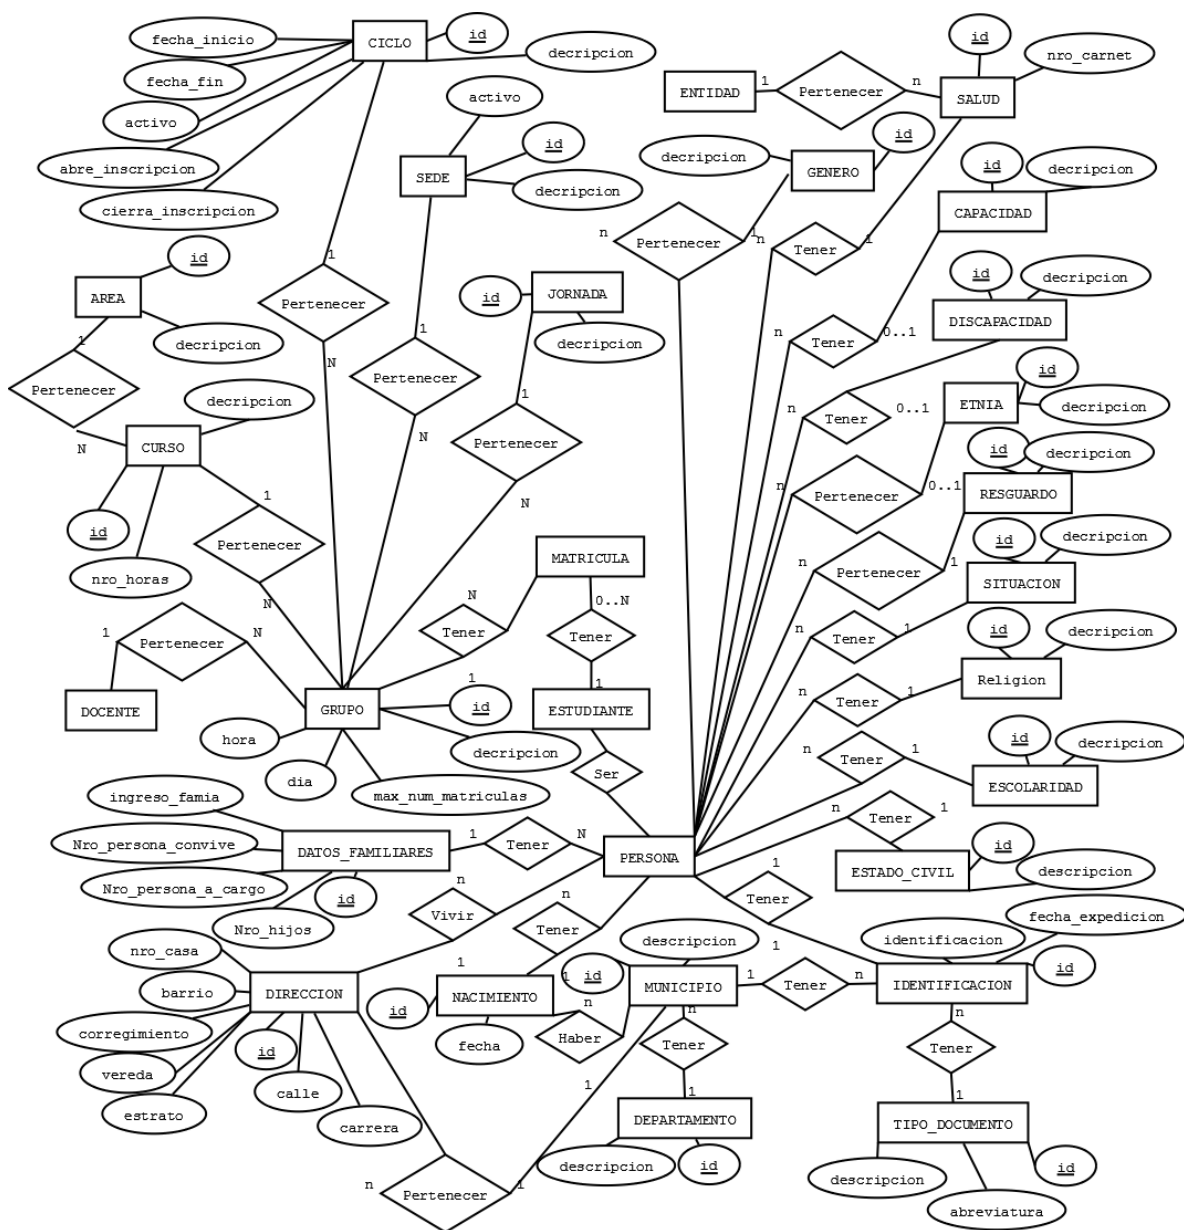 fecha_inicio
CICLO
id
decripcion
fecha_fin
activo
abre_inscripcion
cierra_inscripcion
activo
SEDE
id
decripcion
ENTIDAD
1
Pertenecer
n
SALUD
id
nro_carnet
decripcion
GENERO
id
n
Pertenecer
1
n
Tener
1
CAPACIDAD
id
decripcion
n
Tener
0..1
DISCAPACIDAD
id
decripcion
n
Tener
0..1
ETNIA
id
decripcion
n
Pertenecer
0..1
RESGUARDO
id
decripcion
n
Pertenecer
1
SITUACION
id
decripcion
n
Tener
1
Religion
id
decripcion
n
Tener
1
ESCOLARIDAD
id
decripcion
n
Tener
1
ESTADO_CIVIL
id
descripcion
n
Tener
1
AREA
id
decripcion
1
Pertenecer
N
1
Pertenecer
N
1
Pertenecer
N
JORNADA
id
decripcion
1
Pertenecer
N
CURSO
decripcion
id
nro_horas
1
Pertenecer
N
DOCENTE
1
Pertenecer
N
MATRICULA
N
Tener
1
0..N
Tener
1
GRUPO
id
decripcion
hora
dia
max_num_matriculas
ESTUDIANTE
Ser
PERSONA
ingreso_famia
Nro_persona_convive
Nro_persona_a_cargo
Nro_hijos
id
DATOS_FAMILIARES
1
Tener
N
n
Vivir
n
Tener
1
1
Tener
1
identificacion
fecha_expedicion
id
IDENTIFICACION
nro_casa
barrio
corregimiento
vereda
estrato
id
calle
carrera
DIRECCION
NACIMIENTO
id
fecha
1
n
Haber
id
descripcion
MUNICIPIO
1
Tener
n
n
Tener
1
DEPARTAMENTO
descripcion
id
n
Tener
1
TIPO_DOCUMENTO
descripcion
abreviatura
id
n
Pertenecer
1
1